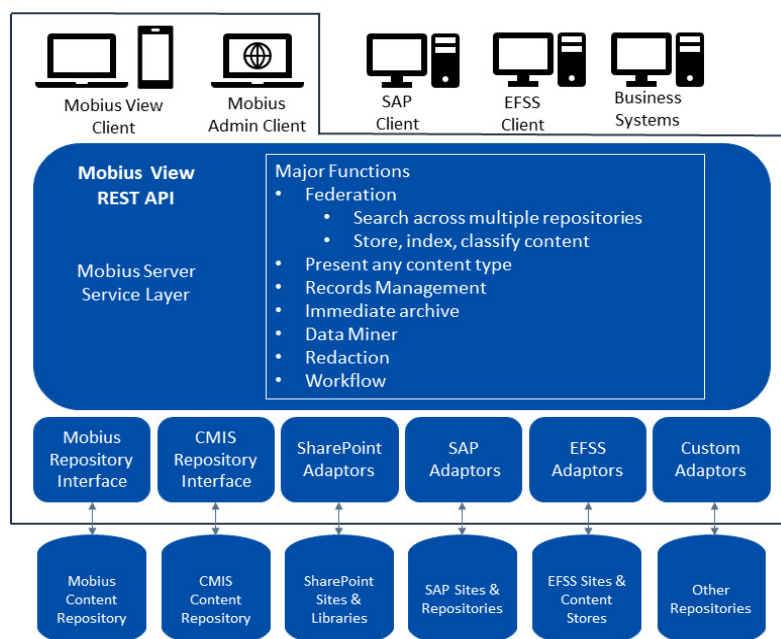 Mobius View
Client
Mobius
Admin Client
SAP
Client
EFSS
Client
Business
Systems
Mobius View
REST API
Mobius Server
Service Layer
Major Functions
• Federation
• Search across multiple repositories
• Store, index, classify content
• Present any content type
• Records Management
• Immediate archive
• Data Miner
• Redaction
• Workflow
Mobius
Repository
Interface
CMIS
Repository
Interface
SharePoint
Adaptors
SAP
Adaptors
EFSS
Adaptors
Custom
Adaptors
Mobius
Content
Repository
CMIS
Content
Repository
SharePoint
Sites &
Libraries
SAP Sites &
Repositories
EFSS Sites &
Content
Stores
Other
Repositories